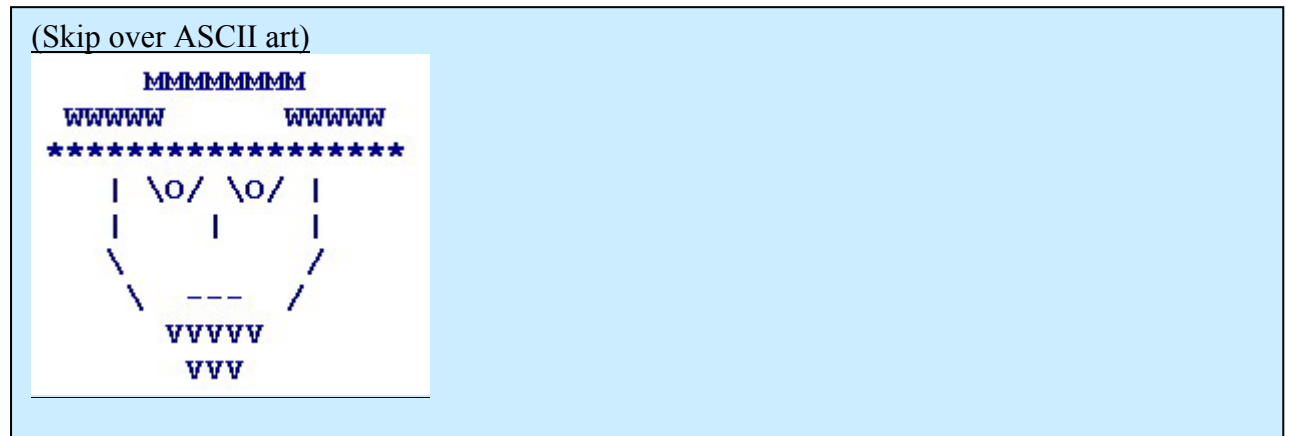 (Skip over ASCII art)
MMMMMMMM
WWWWW WWWWW
******************
| \o/ \o/ |
| | |
\ /
\ --- /
VVVVV
VVV